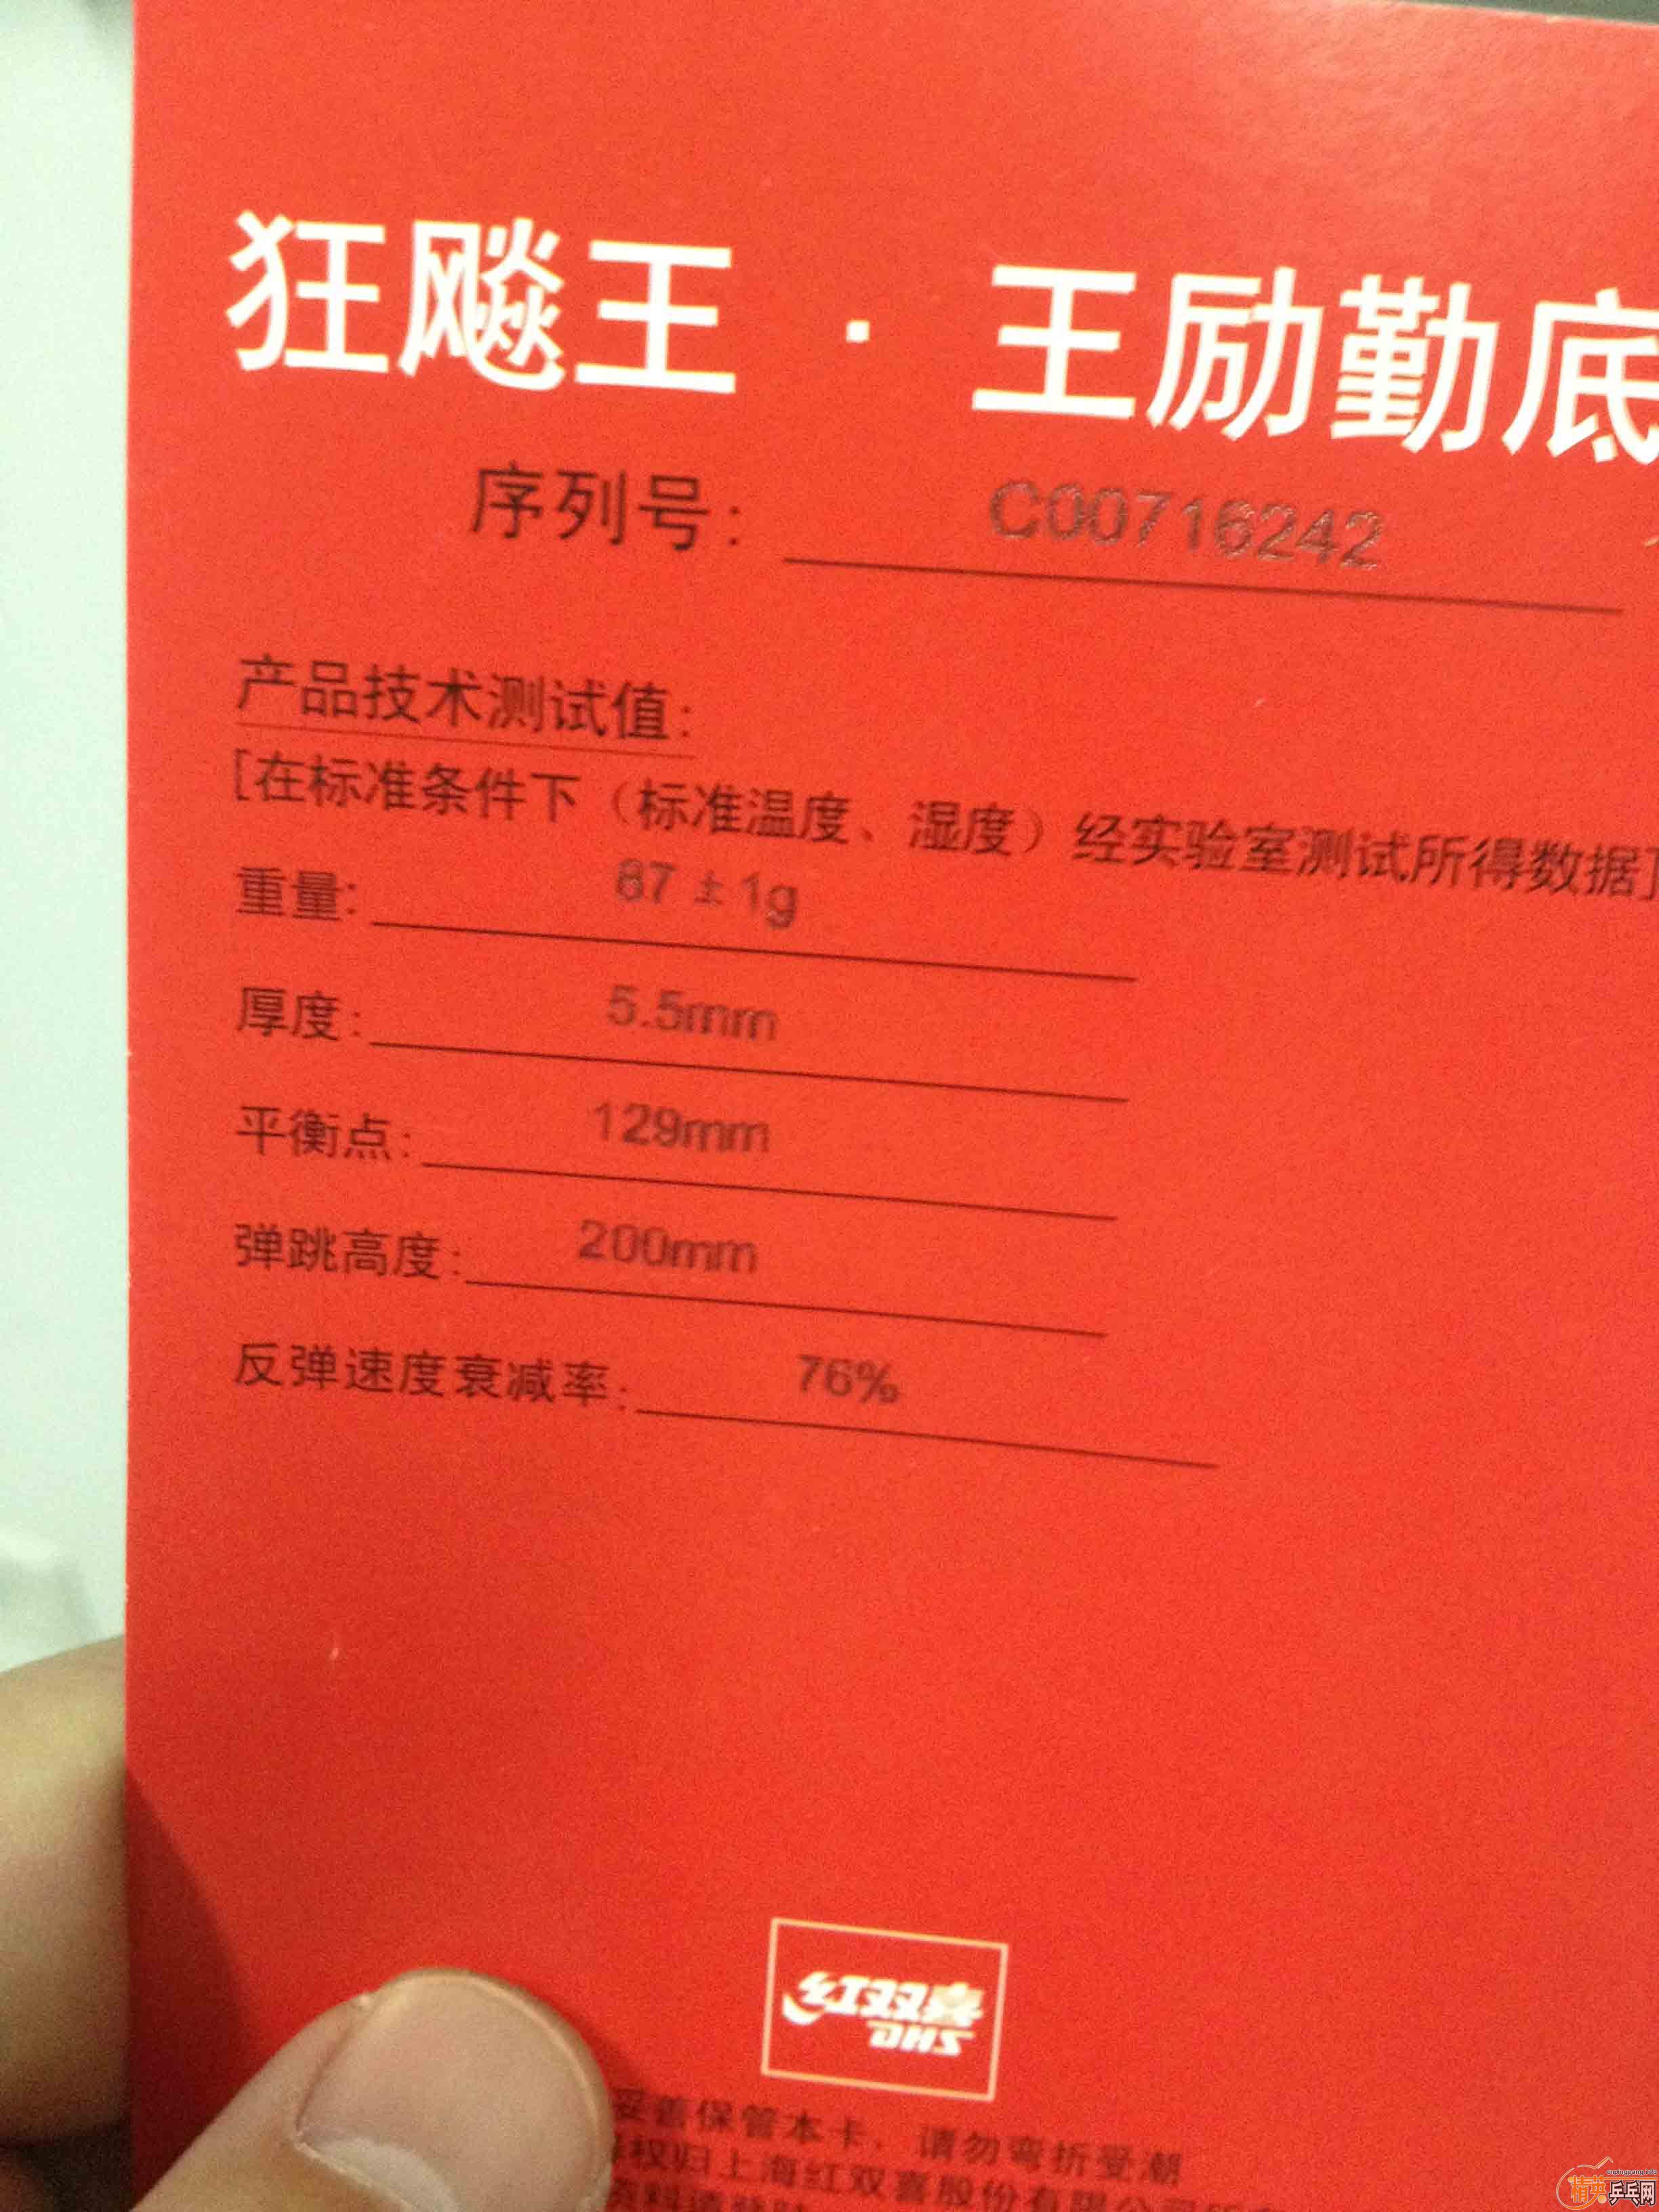 狂飚王 · 王励勤底
序列号: C00716242
产品技术测试值:
[在标准条件下（标准温度、湿度）经实验室测试所得数据]
重量: 87 ± 1g
厚度: 5.5mm
平衡点: 129mm
弹跳高度: 200mm
反弹速度衰减率: 76%
红双喜
DHS
妥善保管本卡，请勿弯折受潮
权归上海红双喜股份有限公司
精英乒乓网